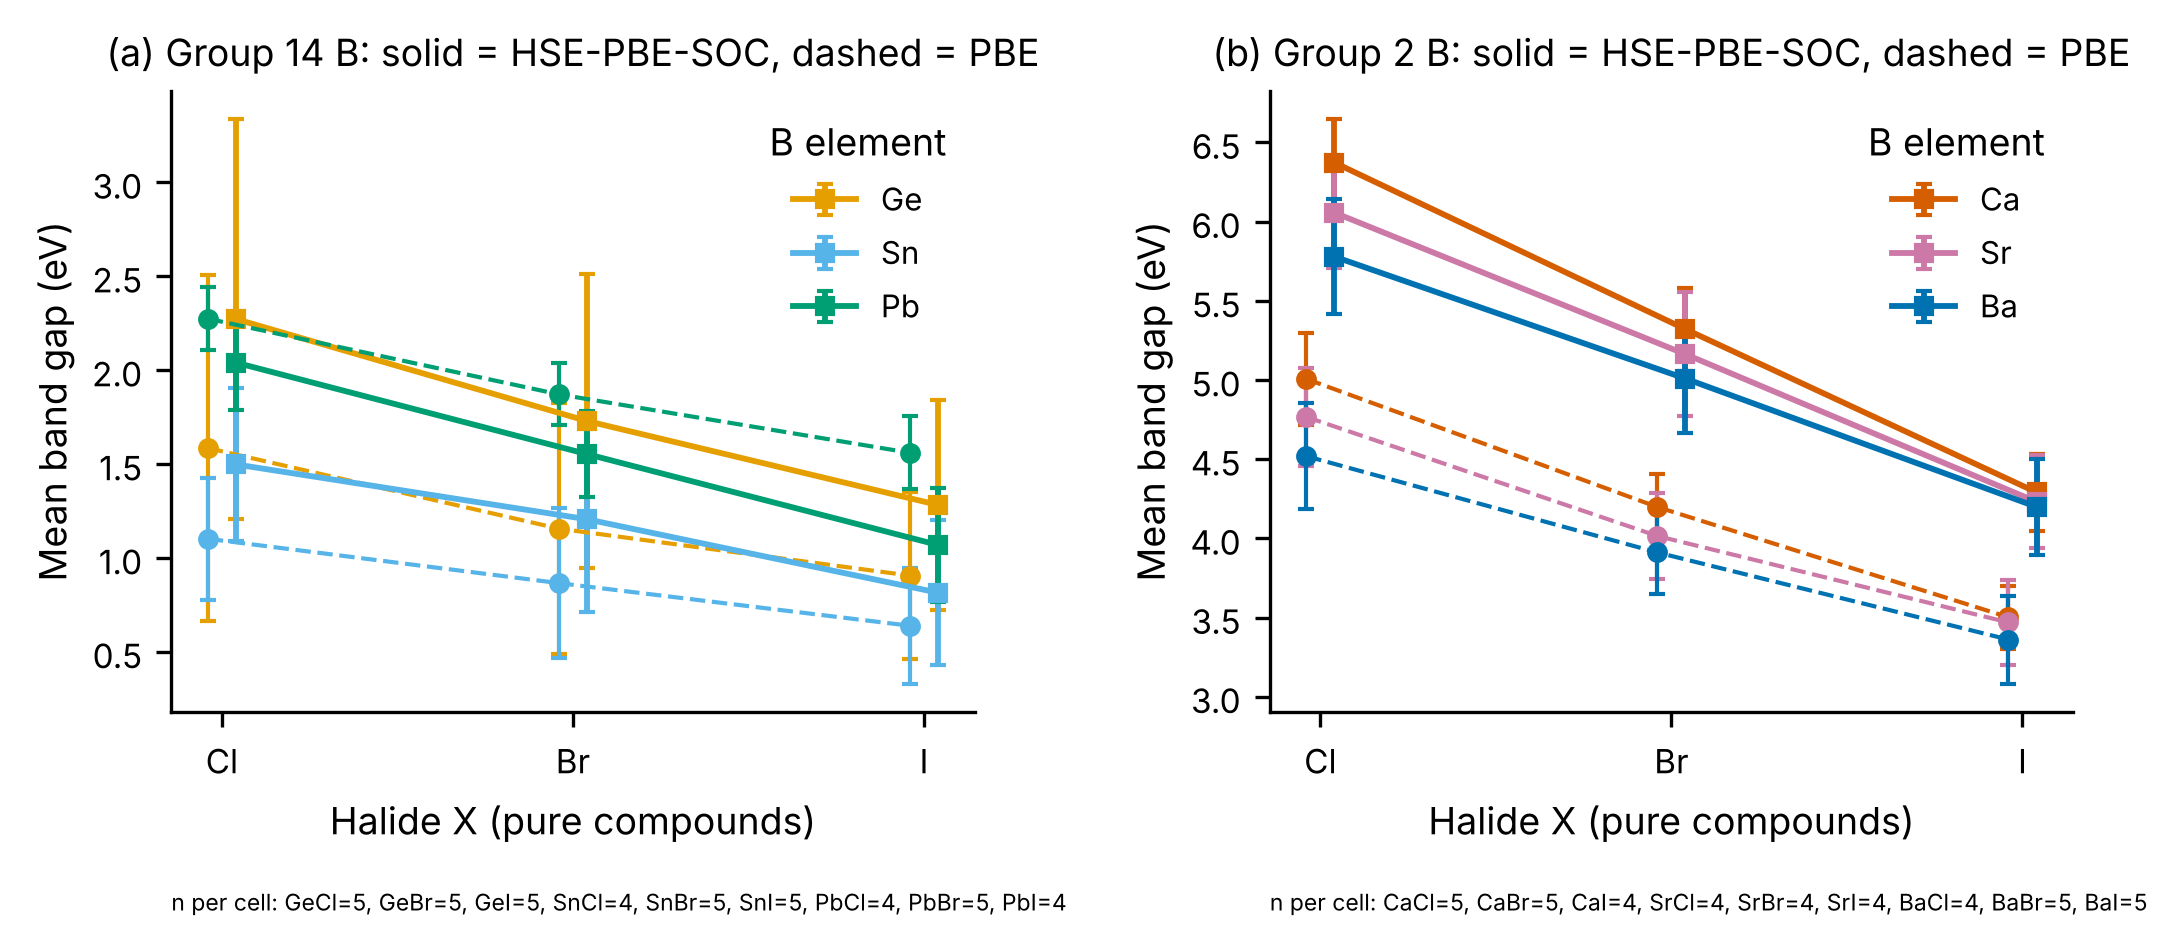 (a) Group 14 B: solid = HSE-PBE-SOC, dashed = PBE
Mean band gap (eV)
3.0
2.5
2.0
1.5
1.0
0.5
B element
Ge
Sn
Pb
Cl
Br
I
Halide X (pure compounds)
n per cell: GeCl=5, GeBr=5, GeI=5, SnCl=4, SnBr=5, SnI=5, PbCl=4, PbBr=5, PbI=4
(b) Group 2 B: solid = HSE-PBE-SOC, dashed = PBE
Mean band gap (eV)
6.5
6.0
5.5
5.0
4.5
4.0
3.5
3.0
B element
Ca
Sr
Ba
Cl
Br
I
Halide X (pure compounds)
n per cell: CaCl=5, CaBr=5, CaI=4, SrCl=4, SrBr=4, SrI=4, BaCl=4, BaBr=5, BaI=5